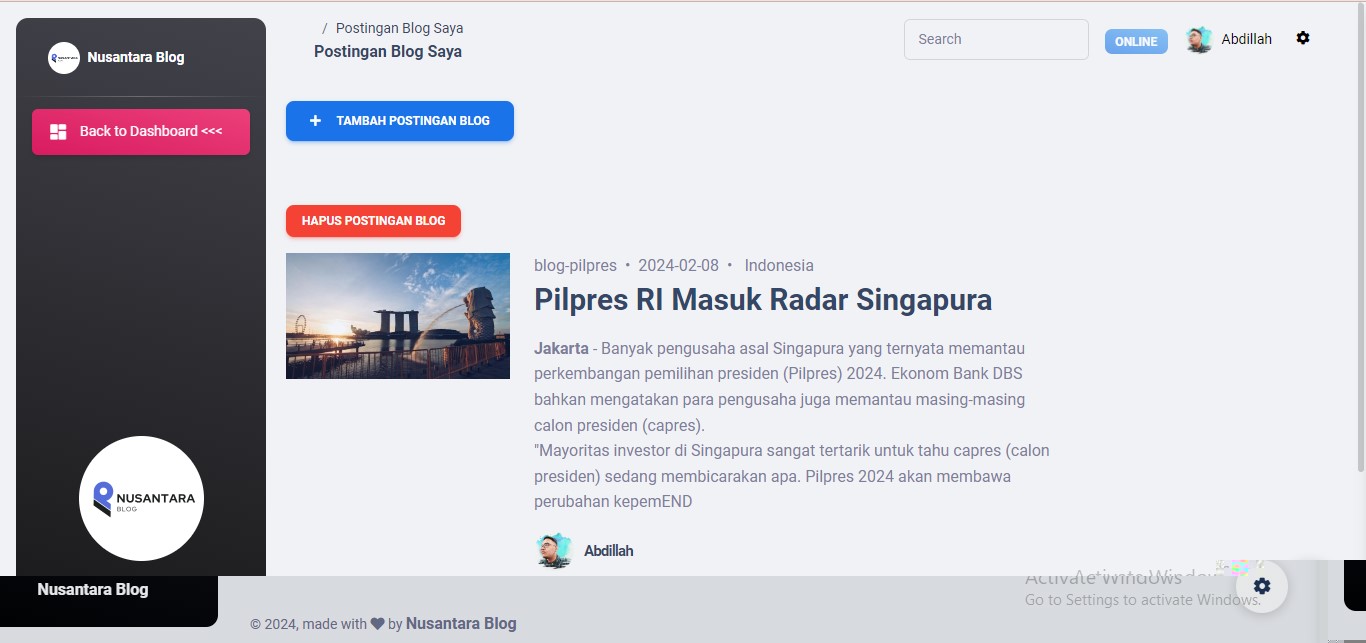 Nusantara Blog
Back to Dashboard <<<
NUSANTARA
BLOG
Nusantara Blog
/ Postingan Blog Saya
Postingan Blog Saya
Search
ONLINE
Abdillah
+ TAMBAH POSTINGAN BLOG
HAPUS POSTINGAN BLOG
blog-pilpres • 2024-02-08 • Indonesia
Pilpres RI Masuk Radar Singapura
Jakarta - Banyak pengusaha asal Singapura yang ternyata memantau
perkembangan pemilihan presiden (Pilpres) 2024. Ekonom Bank DBS
bahkan mengatakan para pengusaha juga memantau masing-masing
calon presiden (capres).
"Mayoritas investor di Singapura sangat tertarik untuk tahu capres (calon
presiden) sedang membicarakan apa. Pilpres 2024 akan membawa
perubahan kepemEND
Abdillah
© 2024, made with ♥ by Nusantara Blog
Go to Settings to activate Windows.